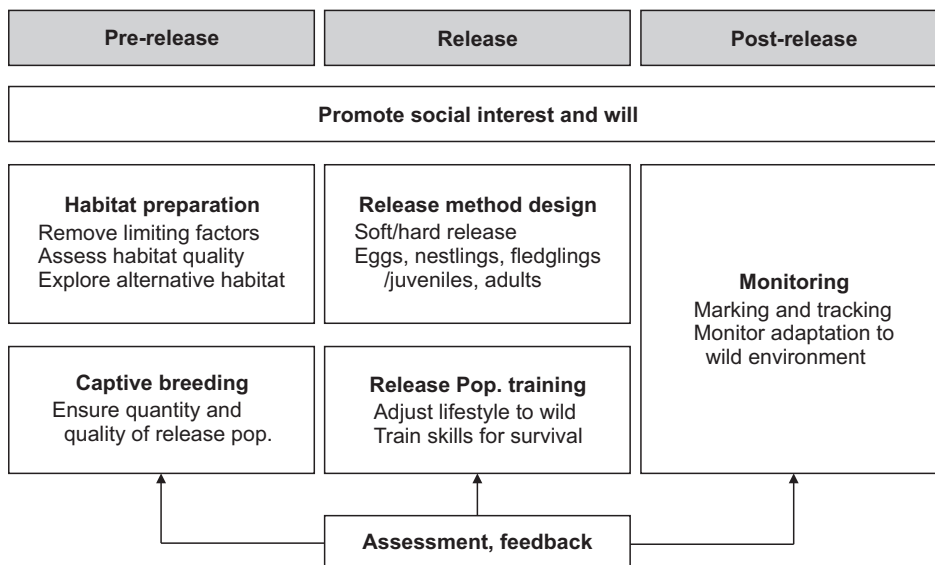 Pre-release
Release
Post-release
Promote social interest and will
Habitat preparation
Remove limiting factors
Assess habitat quality
Explore alternative habitat
Release method design
Soft/hard release
Eggs, nestlings, fledglings
/juveniles, adults
Monitoring
Marking and tracking
Monitor adaptation to
wild environment
Captive breeding
Ensure quantity and
quality of release pop.
Release Pop. training
Adjust lifestyle to wild
Train skills for survival
Assessment, feedback